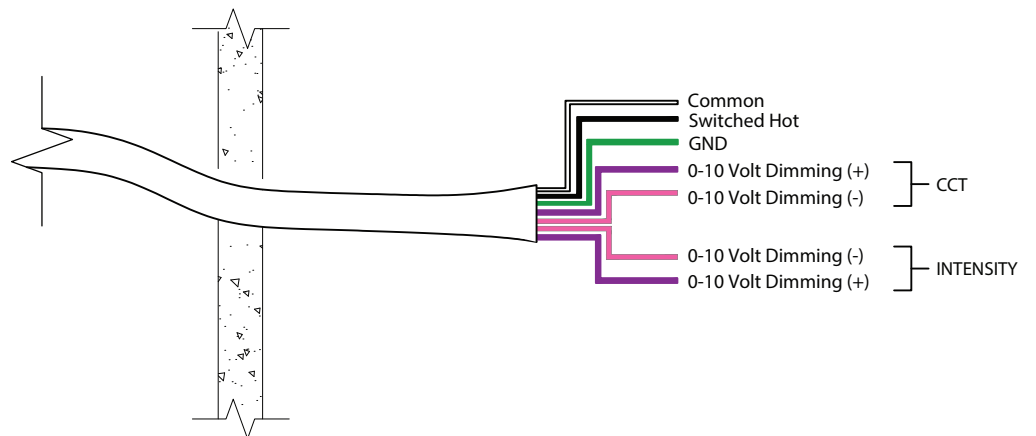 Common
Switched Hot
GND
0-10 Volt Dimming (+)
0-10 Volt Dimming (-)
CCT
0-10 Volt Dimming (-)
0-10 Volt Dimming (+)
INTENSITY